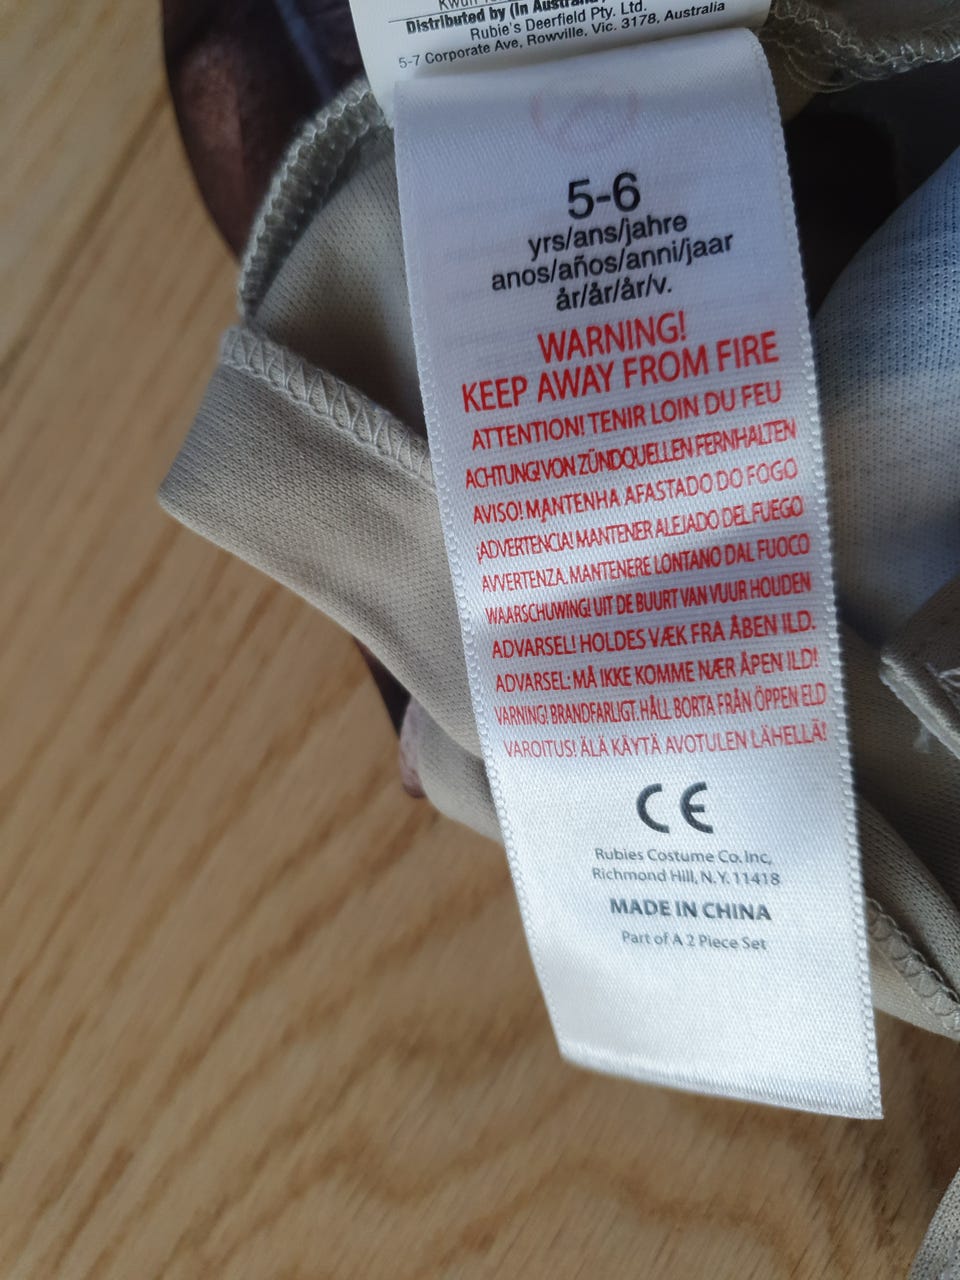 Distributed by (In Australia)
Rubie's Deerfield Pty. Ltd.
5-7 Corporate Ave, Rowville, Vic. 3178, Australia
5-6
yrs/ans/jahre
anos/años/anni/jaar
år/år/år/v.
WARNING!
KEEP AWAY FROM FIRE
ATTENTION! TENIR LOIN DU FEU
ACHTUNG! VON ZÜNDQUELLEN FERNHALTEN
AVISO! MANTENHA AFASTADO DO FOGO
¡ADVERTENCIA! MANTENER ALEJADO DEL FUEGO
AVVERTENZA. MANTENERE LONTANO DAL FUOCO
WAARSCHUWING! UIT DE BUURT VAN VUUR HOUDEN
ADVARSEL! HOLDES VÆK FRA ÅBEN ILD.
ADVARSEL: MÅ IKKE KOMME NÆR ÅPEN ILD!
VARNING! BRANDFARLIGT. HÅLL BORTA FRÅN ÖPPEN ELD
VAROITUS! ÄLÄ KÄYTÄ AVOTULEN LÄHELLÄ!
CE
Rubies Costume Co. Inc,
Richmond Hill, N.Y. 11418
MADE IN CHINA
Part of A 2 Piece Set